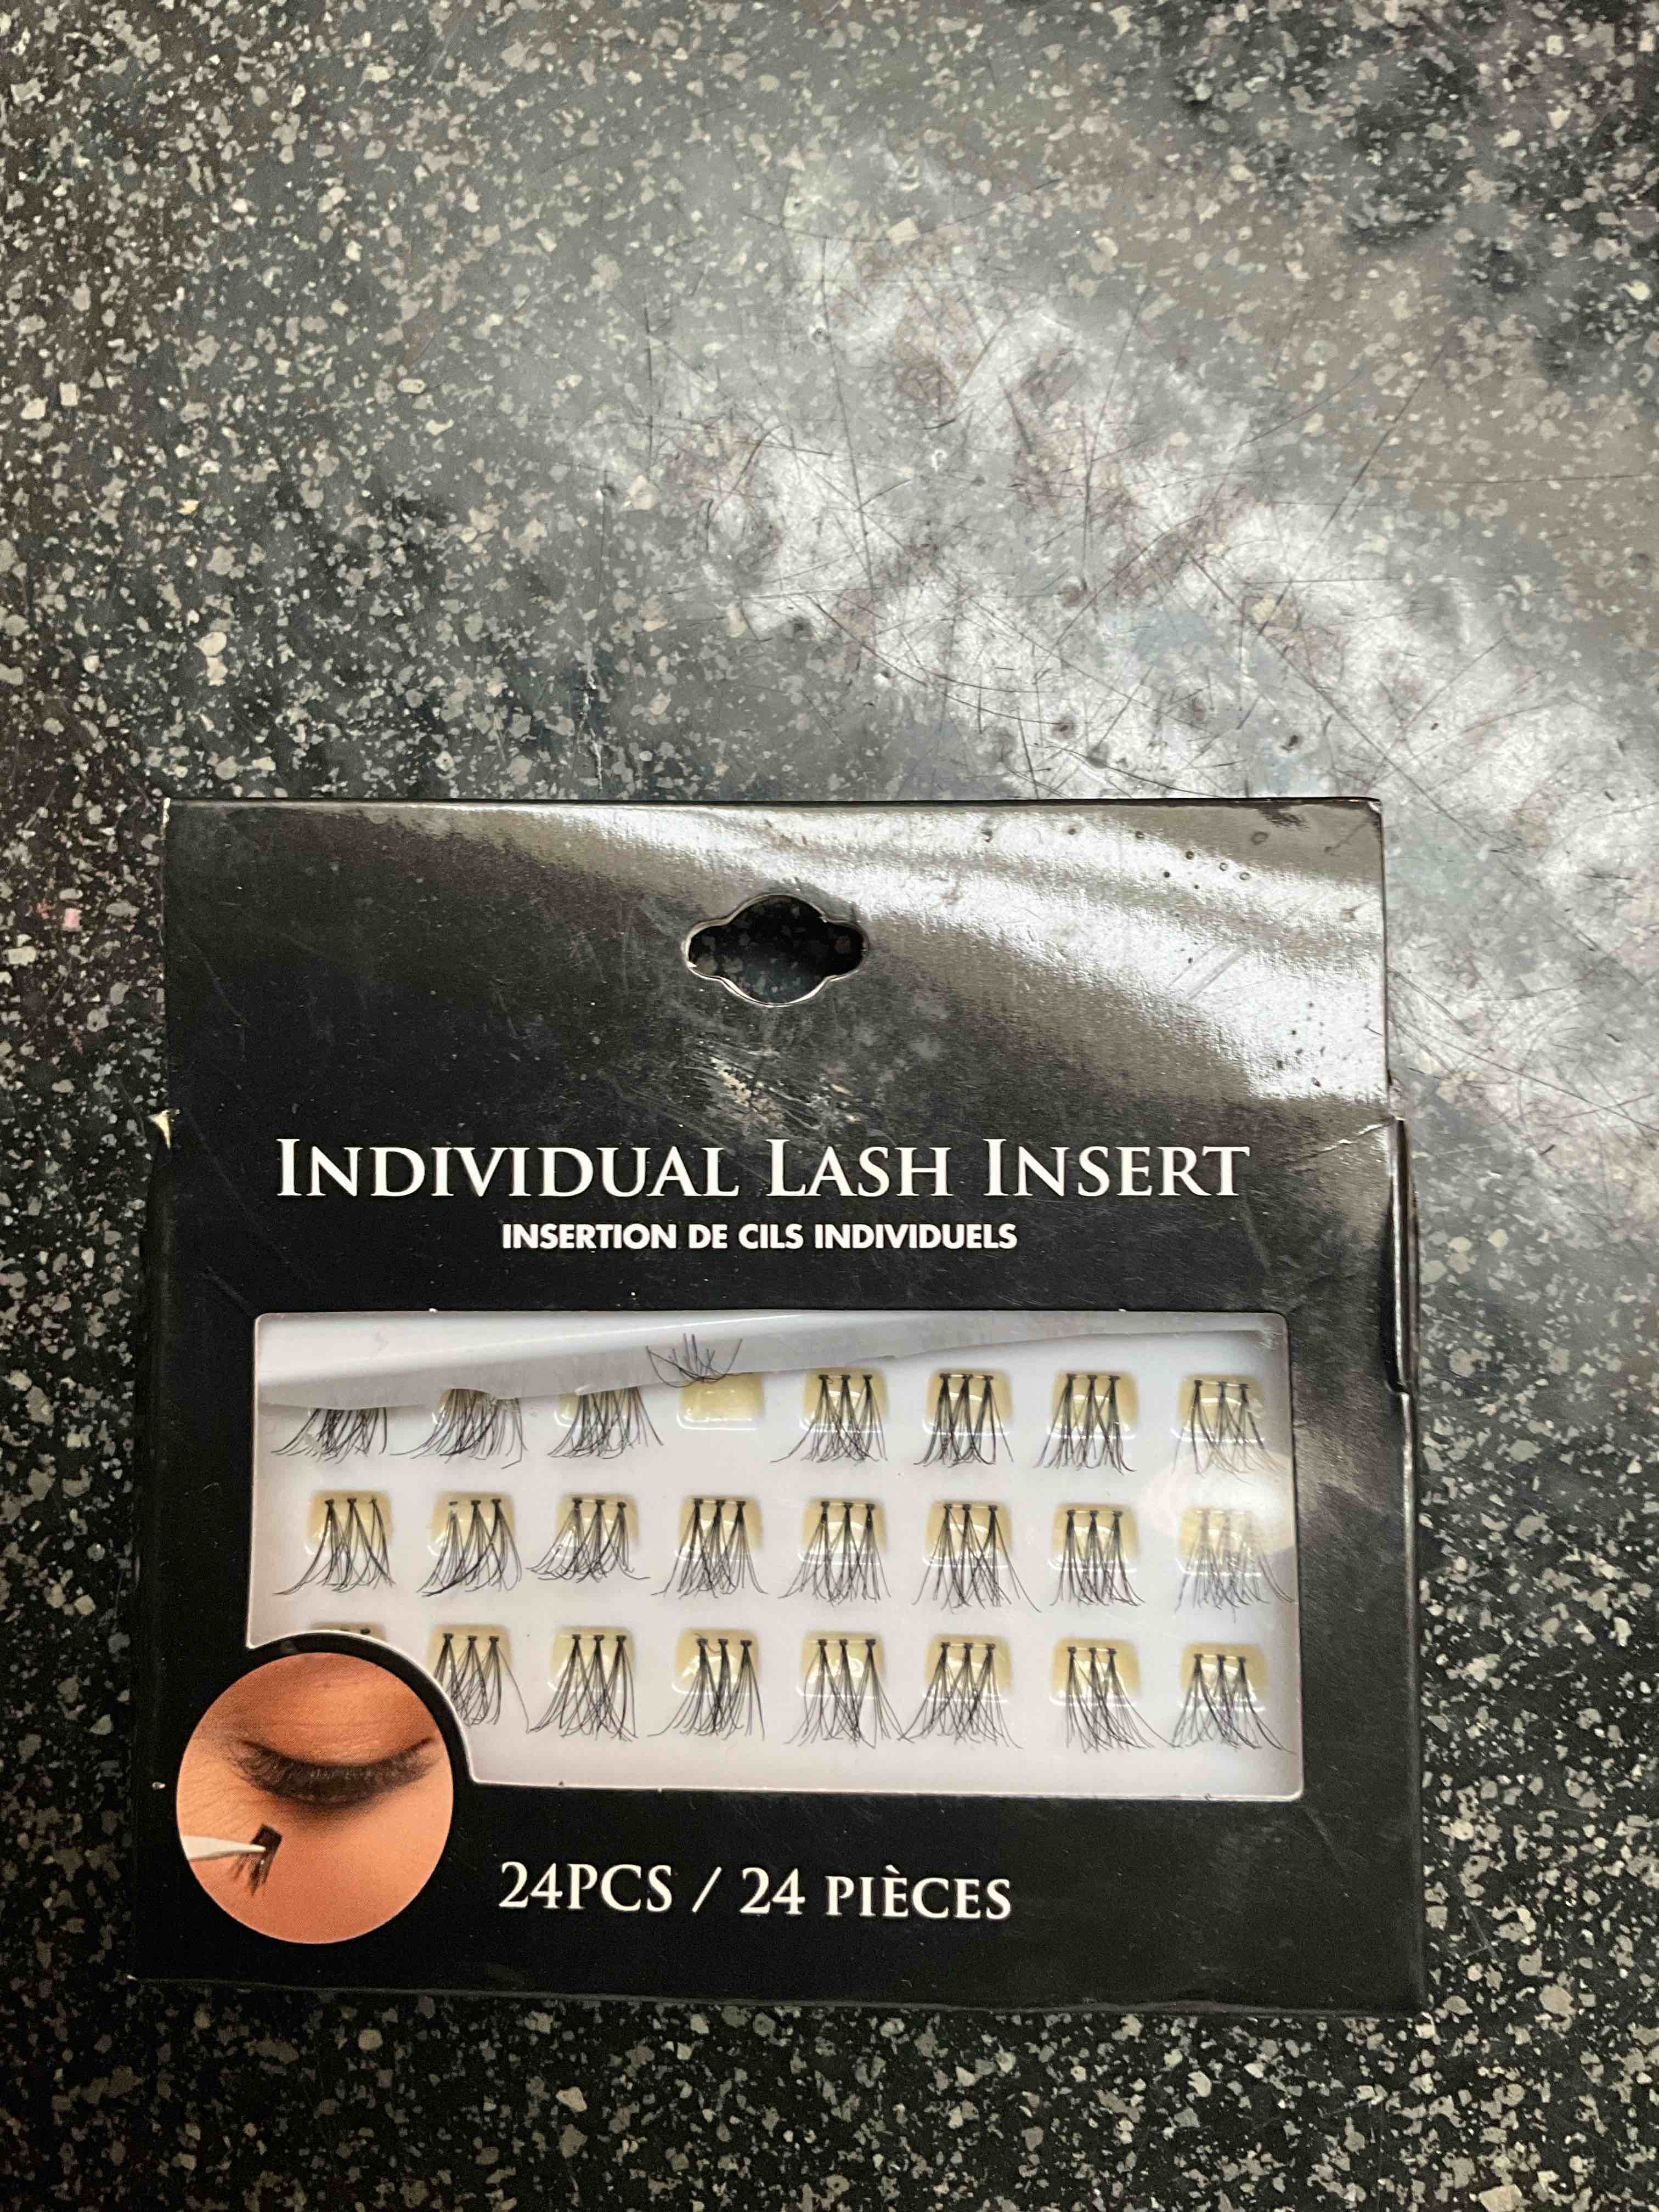 INDIVIDUAL LASH INSERT
INSERTION DE CILS INDIVIDUELS
24PCS / 24 PIÈCES